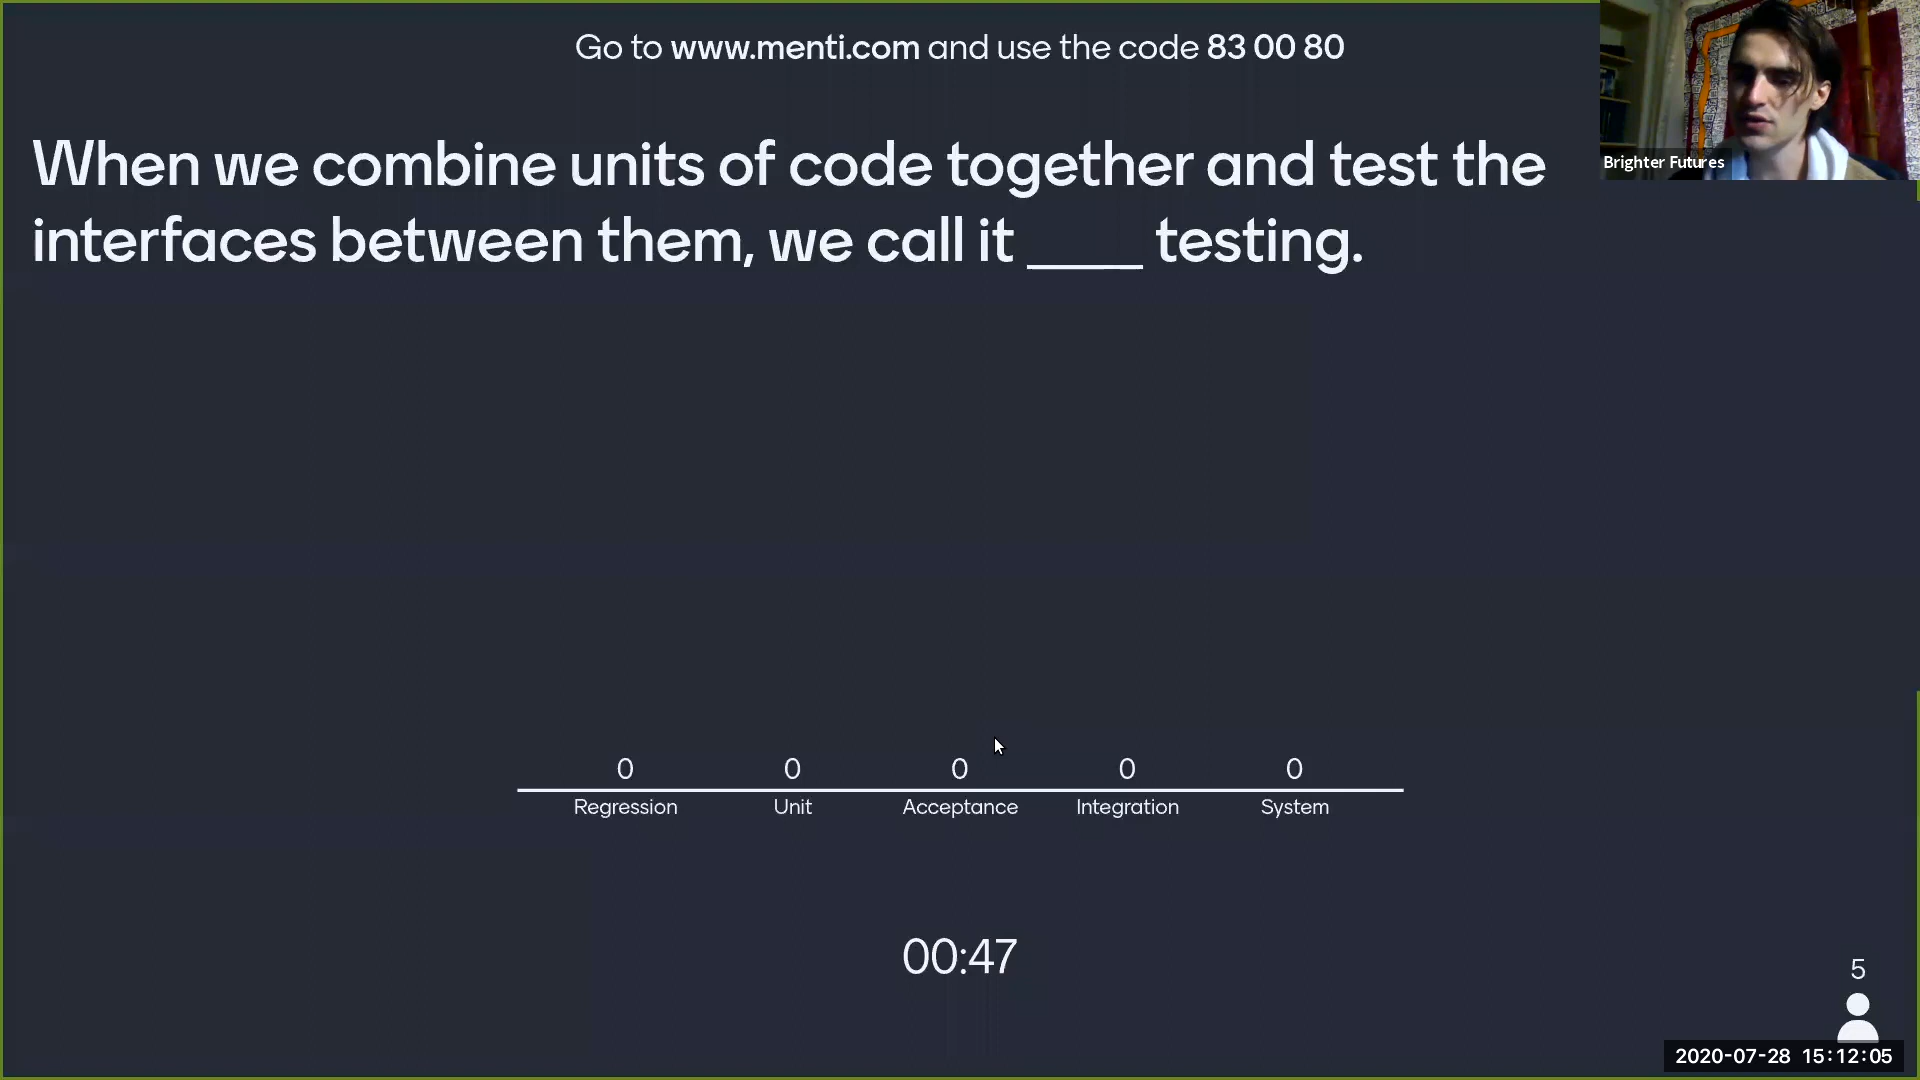 Go to www.menti.com and use the code 83 00 80
When we combine units of code together and test the
interfaces between them, we call it ____ testing.
Brighter Futures
0 0 0 0 0
Regression Unit Acceptance Integration System
00:47
5
2020-07-28 15:12:05